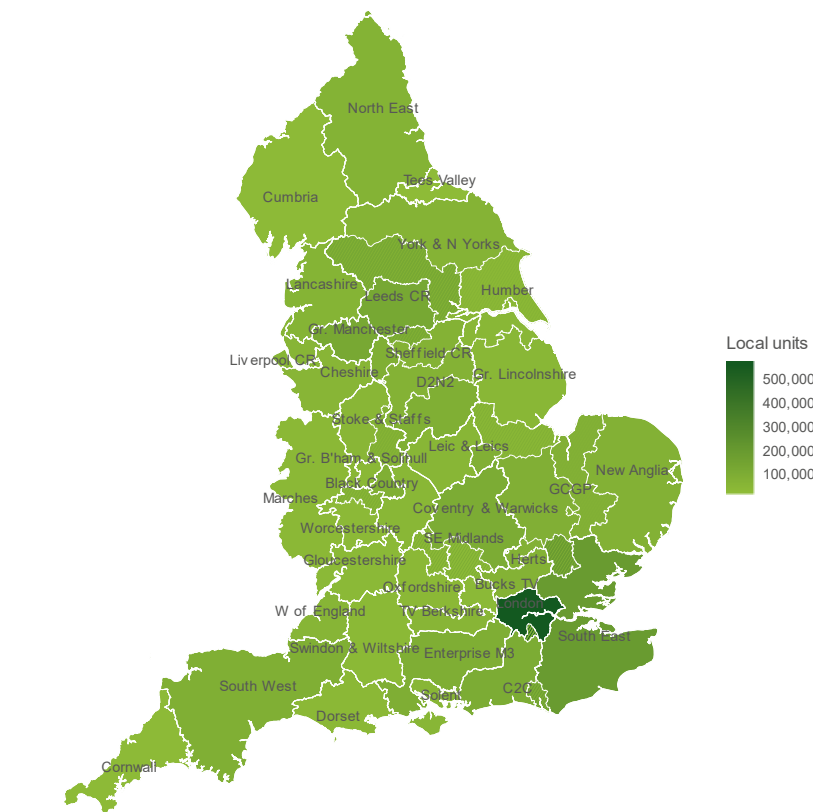 North East
Tees Valley
Cumbria
York & N Yorks
Lancashire
Humber
Leeds CR
Gr. Manchester
Local units
Sheffield CR
Liverpool CR
Cheshire
Gr. Lincolnshire
D2N2
500,000
400,000
Stoke & Staffs
300,000
Leic & Leics
200,000
Gr. B'ham & Solihull
New Anglia
100,000
Black Country
GCGP
Marches
Coventry & Warwicks
Worcestershire
SE Midlands
Gloucestershire
Herts
Bucks TV
Oxfordshire
London
W of England
TV Berkshire
South East
Swindon & Wiltshire
Enterprise M3
South West
C2C
Solent
Dorset
Cornwall